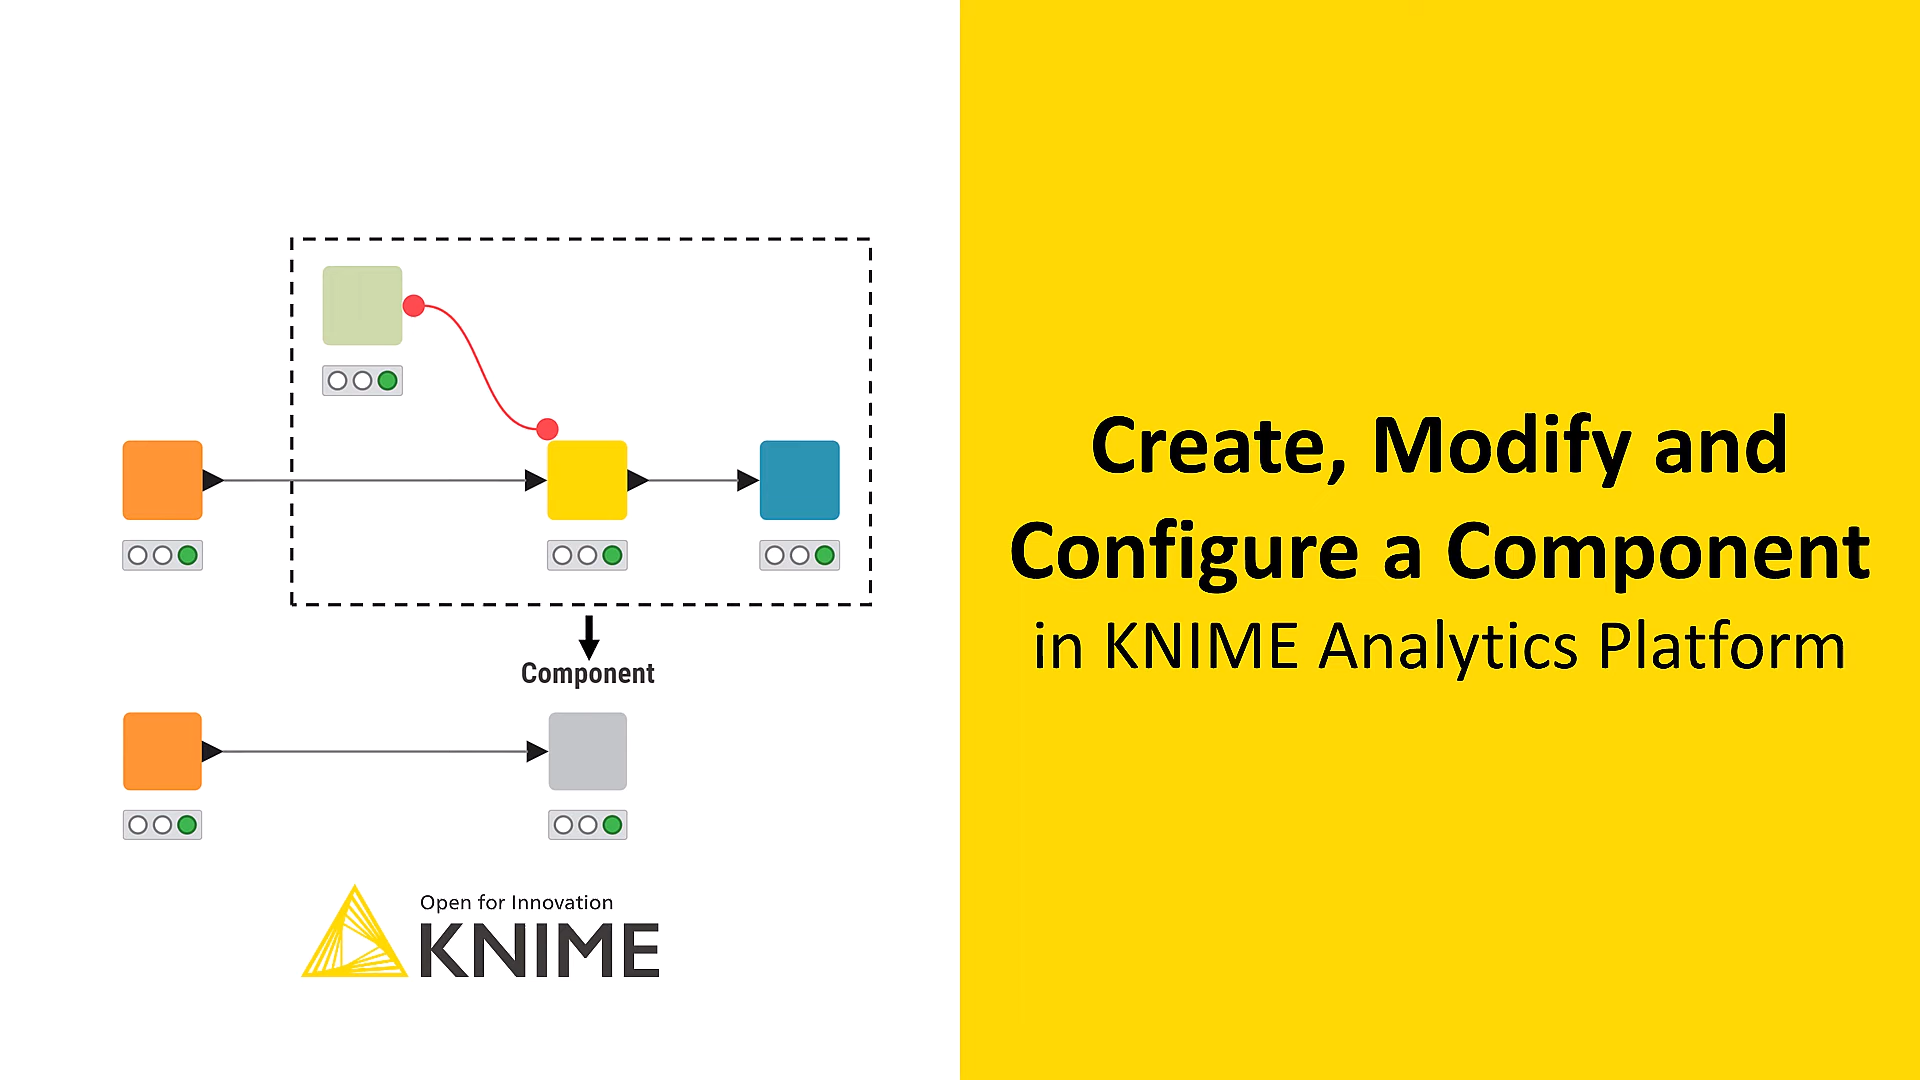 Component
Open for Innovation
KNIME
Create, Modify and
Configure a Component
in KNIME Analytics Platform